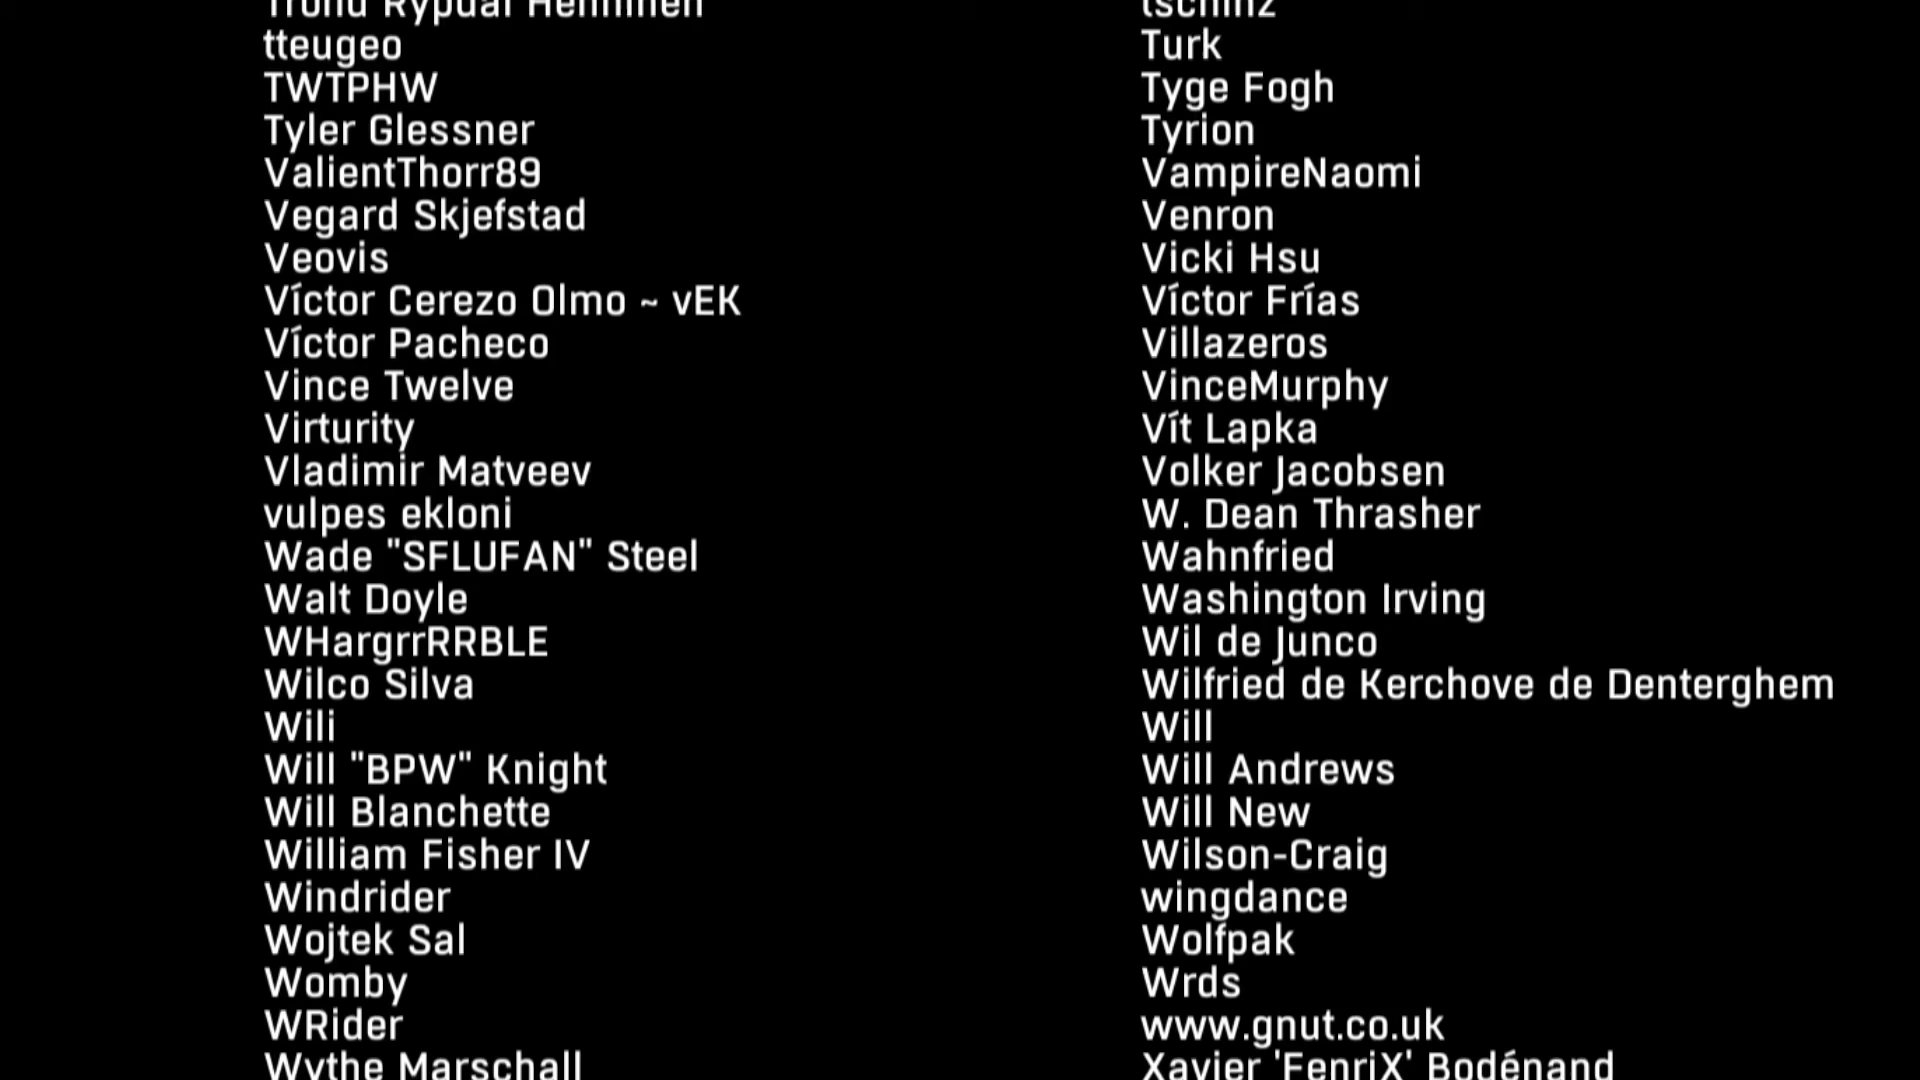 Trond Rypdal Henninen
tschinz
tteugeo
Turk
TWTPHW
Tyge Fogh
Tyler Glessner
Tyrion
ValientThorr89
VampireNaomi
Vegard Skjefstad
Venron
Veovis
Vicki Hsu
Víctor Cerezo Olmo ~ vEK
Víctor Frías
Víctor Pacheco
Villazeros
Vince Twelve
VinceMurphy
Virturity
Vít Lapka
Vladimir Matveev
Volker Jacobsen
vulpes ekloni
W. Dean Thrasher
Wade "SFLUFAN" Steel
Wahnfried
Walt Doyle
Washington Irving
WHargrrRRBLE
Wil de Junco
Wilco Silva
Wilfried de Kerchove de Denterghem
Wili
Will
Will "BPW" Knight
Will Andrews
Will Blanchette
Will New
William Fisher IV
Wilson-Craig
Windrider
wingdance
Wojtek Sal
Wolfpak
Womby
Wrds
WRider
www.gnut.co.uk
Wythe Marschall
Xavier 'FenriX' Bodénand